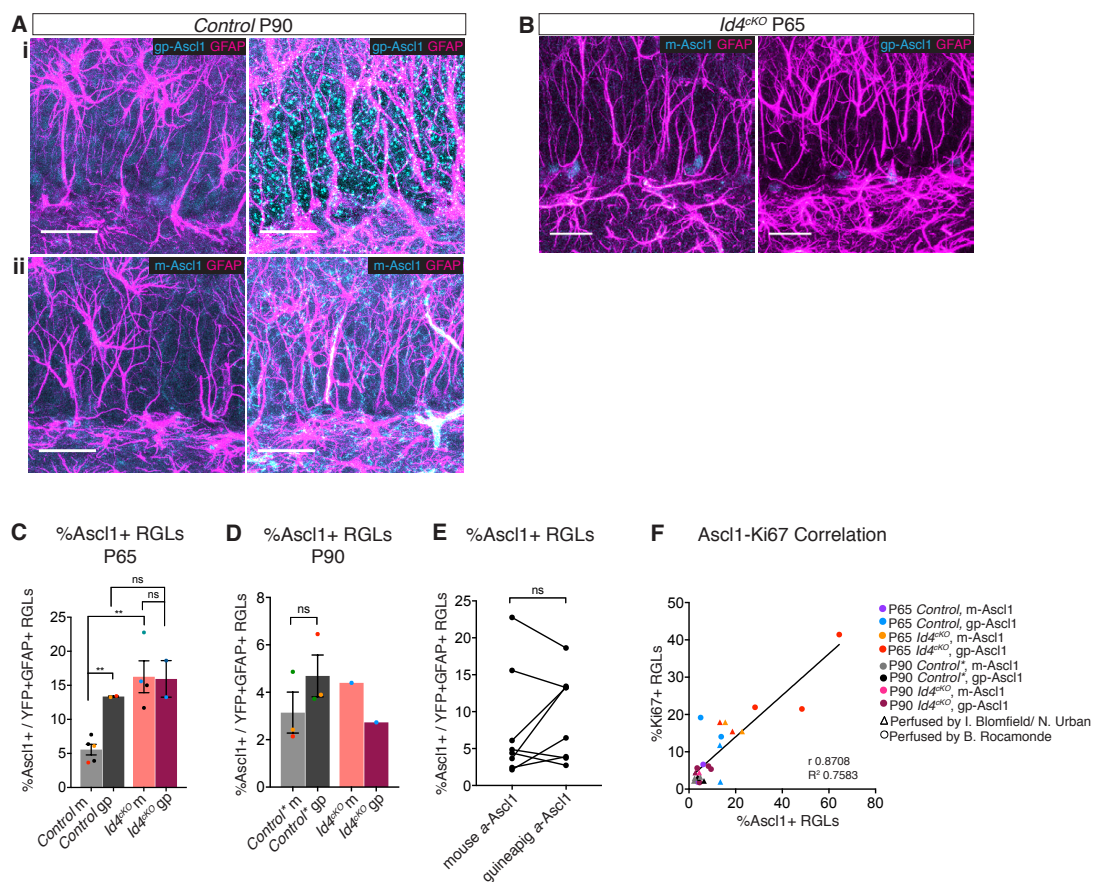 A
Control P90
B
Id4cKO P65
i
gp-Ascl1 GFAP
gp-Ascl1 GFAP
m-Ascl1 GFAP
gp-Ascl1 GFAP
ii
m-Ascl1 GFAP
m-Ascl1 GFAP
C
%Ascl1+ RGLs
P65
%Ascl1+ / YFP+GFAP+ RGLs
25
20
15
10
5
0
ns
ns
**
**
Control m
Control gp
Id4cKO m
Id4cKO gp
D
%Ascl1+ RGLs
P90
%Ascl1+ / YFP+GFAP+ RGLs
8
6
4
2
0
ns
Control* m
Control* gp
Id4cKO m
Id4cKO gp
E
%Ascl1+ RGLs
%Ascl1+ / YFP+GFAP+ RGLs
25
20
15
10
5
0
ns
mouse a-Ascl1
guineapig a-Ascl1
F
Ascl1-Ki67 Correlation
%Ki67+ RGLs
50
40
30
20
10
0
r 0.8708
R² 0.7583
0
20
40
60
80
%Ascl1+ RGLs
P65 Control, m-Ascl1
P65 Control, gp-Ascl1
P65 Id4cKO, m-Ascl1
P65 Id4cKO, gp-Ascl1
P90 Control*, m-Ascl1
P90 Control*, gp-Ascl1
P90 Id4cKO, m-Ascl1
P90 Id4cKO, gp-Ascl1
Perfused by I. Blomfield/ N. Urban
Perfused by B. Rocamonde